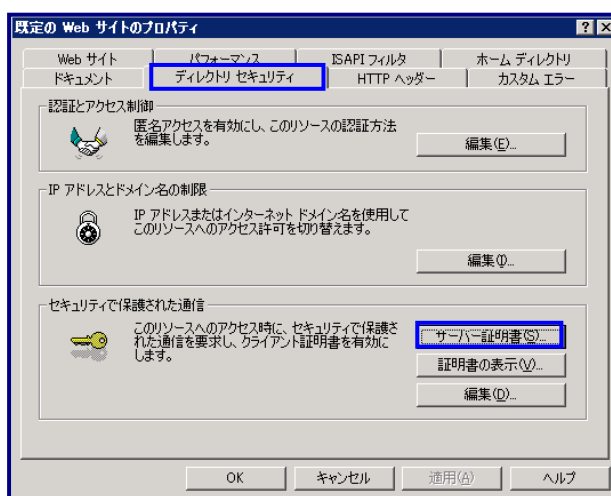 既定の Web サイトのプロパティ
Web サイト パフォーマンス ISAPI フィルタ ホーム ディレクトリ
ドキュメント ディレクトリ セキュリティ HTTP ヘッダー カスタム エラー
認証とアクセス制御
匿名アクセスを有効にし、このリソースの認証方法
を編集します。
編集(E)...
IP アドレスとドメイン名の制限
IP アドレスまたはインターネット ドメイン名を使用して
このリソースへのアクセス許可を切り替えます。
編集(I)...
セキュリティで保護された通信
このリソースへのアクセス時に、セキュリティで保護さ
れた通信を要求し、クライアント証明書を有効に
します。
サーバー証明書(S)...
証明書の表示(V)...
編集(D)...
OK キャンセル 適用(A) ヘルプ